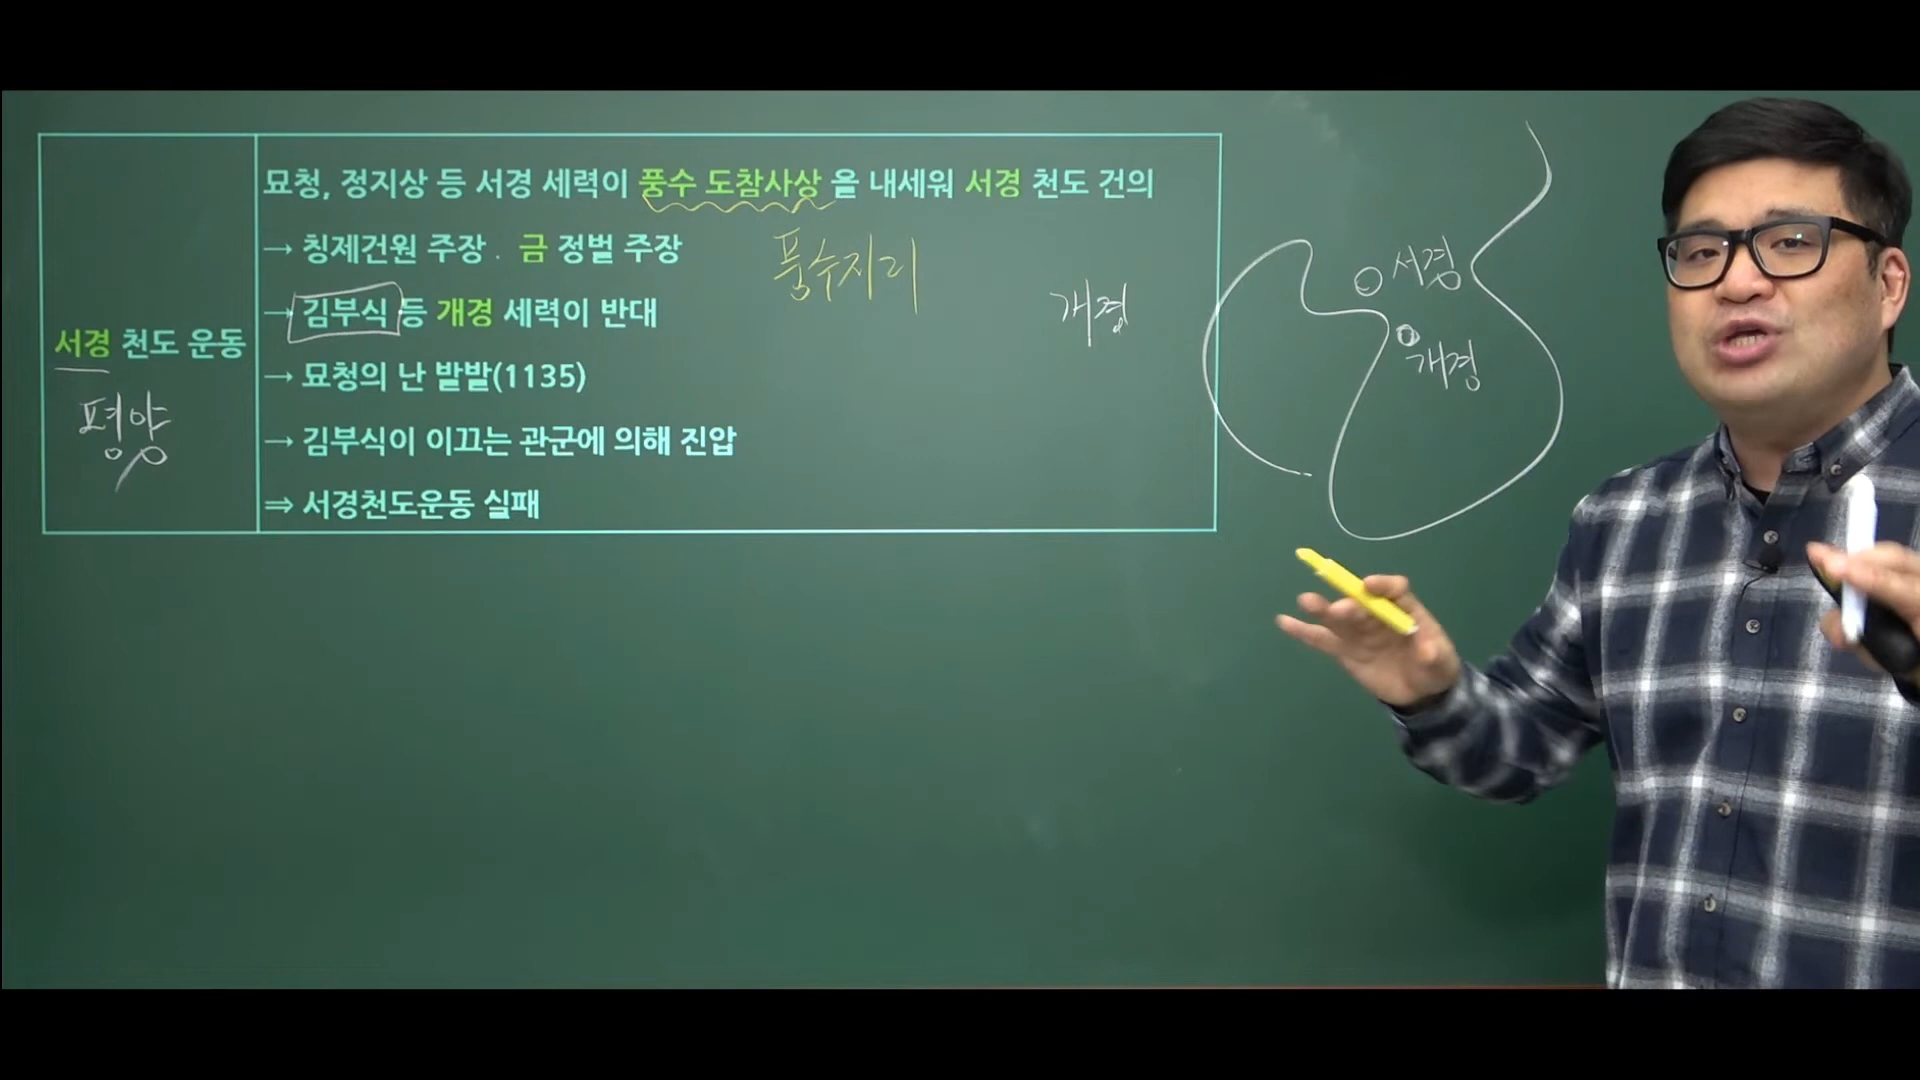 묘청, 정지상 등 서경 세력이 풍수 도참사상 을 내세워 서경 천도 건의
→ 칭제건원 주장 . 금 정벌 주장
풍수지리
→ 김부식 등 개경 세력이 반대
개경
서경 천도 운동
평양
→ 묘청의 난 발발(1135)
→ 김부식이 이끄는 관군에 의해 진압
⇒ 서경천도운동 실패
서경
개경